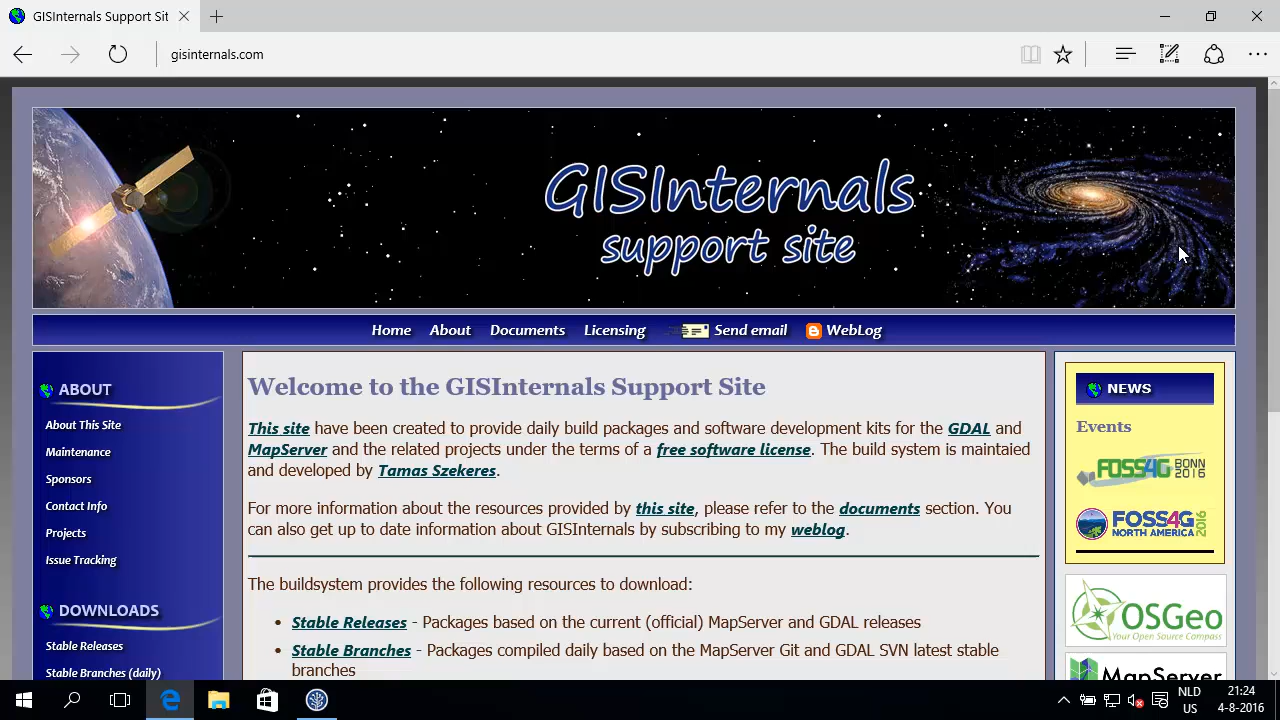 GISInternals Support Sit
gisinternals.com
GISInternals
support site
Home About Documents Licensing Send email WebLog
ABOUT
About This Site
Maintenance
Sponsors
Contact Info
Projects
Issue Tracking
DOWNLOADS
Stable Releases
Stable Branches (daily)
Welcome to the GISInternals Support Site
This site have been created to provide daily build packages and software development kits for the GDAL and
MapServer and the related projects under the terms of a free software license. The build system is maintaied
and developed by Tamas Szekeres.
For more information about the resources provided by this site, please refer to the documents section. You
can also get up to date information about GISInternals by subscribing to my weblog.
The buildsystem provides the following resources to download:
• Stable Releases - Packages based on the current (official) MapServer and GDAL releases
• Stable Branches - Packages compiled daily based on the MapServer Git and GDAL SVN latest stable
branches
NEWS
Events
FOSS4G BONN 2016
FOSS4G 2016
NORTH AMERICA
OSGeo
Your Open Source Compass
MapServer
NLD 21:24
US 4-8-2016